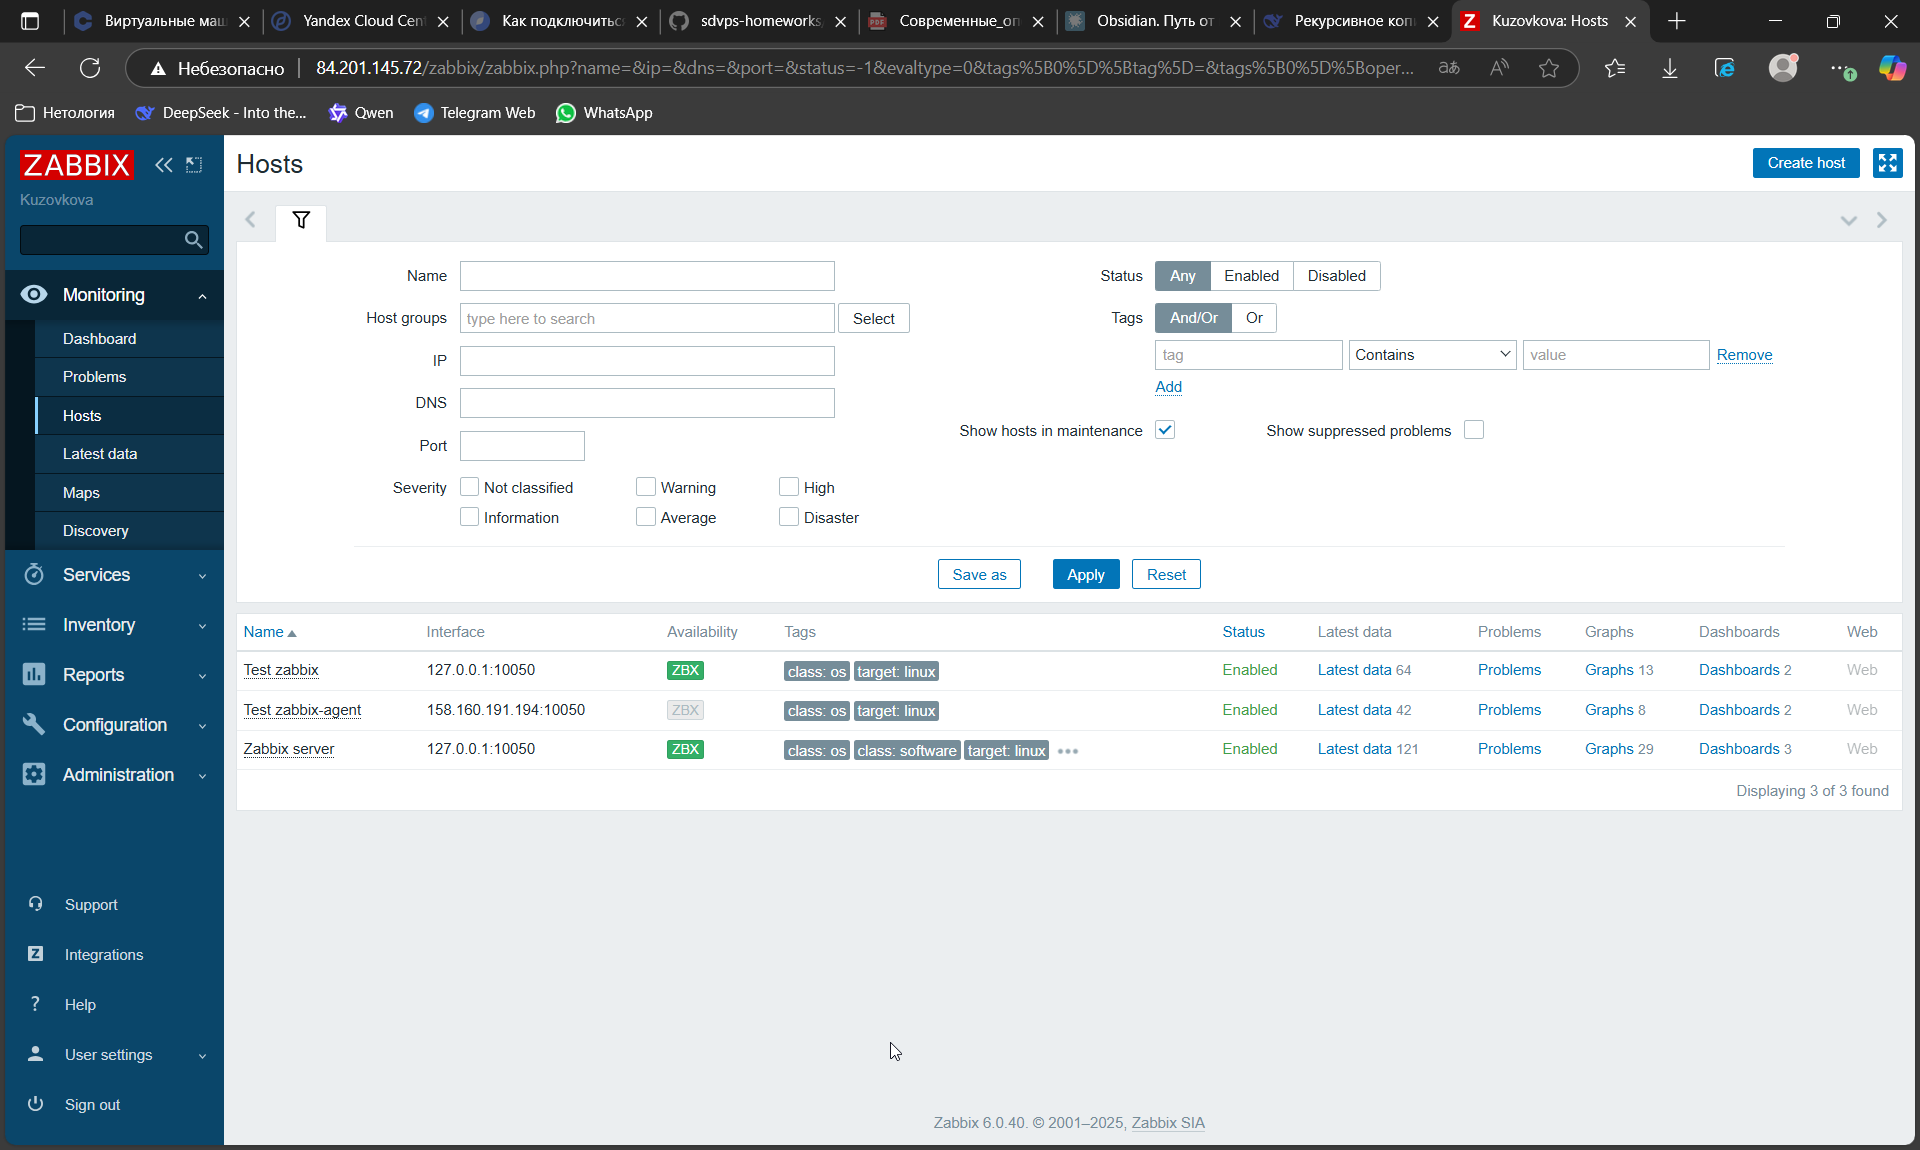 Виртуальные маш
Yandex Cloud Cent
Как подключитьс
sdvps-homeworks
Современные_оп
Obsidian. Путь от
Рекурсивное коп
Kuzovkova: Hosts
Небезопасно
84.201.145.72/zabbix/zabbix.php?name=&ip=&dns=&port=&status=-1&evaltype=0&tags%5B0%5D%5Btag%5D=&tags%5B0%5D%5Boper...
Нетология
DeepSeek - Into the...
Qwen
Telegram Web
WhatsApp
ZABBIX
Kuzovkova
Monitoring
Dashboard
Problems
Hosts
Latest data
Maps
Discovery
Services
Inventory
Reports
Configuration
Administration
Support
Integrations
Help
User settings
Sign out
Hosts
Create host
Name
Host groups type here to search Select
IP
DNS
Port
Severity Not classified Warning High
Information Average Disaster
Status Any Enabled Disabled
Tags And/Or Or
tag Contains value Remove
Add
Show hosts in maintenance Show suppressed problems
Save as Apply Reset
Name Interface Availability Tags Status Latest data Problems Graphs Dashboards Web
Test zabbix 127.0.0.1:10050 ZBX class: os target: linux Enabled Latest data 64 Problems Graphs 13 Dashboards 2 Web
Test zabbix-agent 158.160.191.194:10050 ZBX class: os target: linux Enabled Latest data 42 Problems Graphs 8 Dashboards 2 Web
Zabbix server 127.0.0.1:10050 ZBX class: os class: software target: linux Enabled Latest data 121 Problems Graphs 29 Dashboards 3 Web
Displaying 3 of 3 found
Zabbix 6.0.40. © 2001–2025, Zabbix SIA